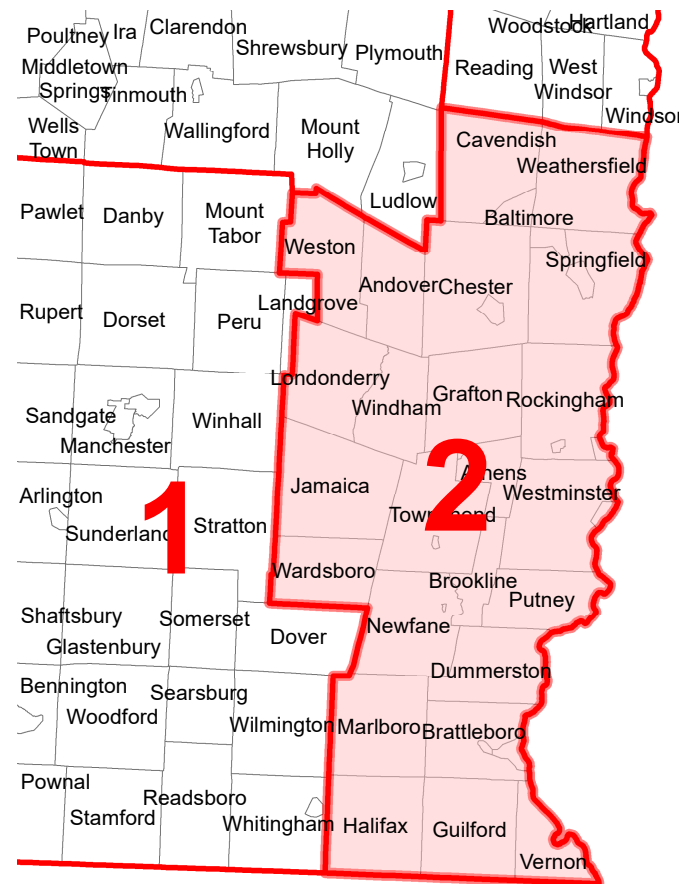 Woodstock
Hartland
Poultney
Ira
Clarendon
Shrewsbury
Plymouth
Middletown
Springs
Tinmouth
Reading
West
Windsor
Windsor
Wells
Town
Wallingford
Mount
Holly
Cavendish
Weathersfield
Ludlow
Pawlet
Danby
Mount
Tabor
Baltimore
Weston
Springfield
Andover
Chester
Landgrove
Rupert
Dorset
Peru
Londonderry
Windham
Grafton
Rockingham
Sandgate
Manchester
Winhall
2
Athens
Jamaica
Westminster
Arlington
1
Sunderland
Stratton
Townshend
Wardsboro
Brookline
Putney
Shaftsbury
Somerset
Glastenbury
Dover
Newfane
Dummerston
Bennington
Woodford
Searsburg
Wilmington
Marlboro
Brattleboro
Pownal
Stamford
Readsboro
Whitingham
Halifax
Guilford
Vernon